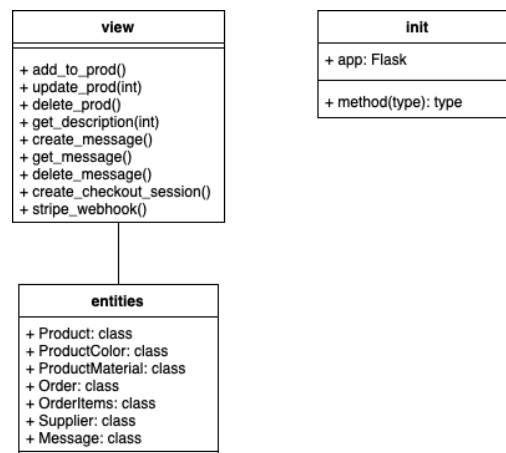 view
+ add_to_prod()
+ update_prod(int)
+ delete_prod()
+ get_description(int)
+ create_message()
+ get_message()
+ delete_message()
+ create_checkout_session()
+ stripe_webhook()
init
+ app: Flask
+ method(type): type
entities
+ Product: class
+ ProductColor: class
+ ProductMaterial: class
+ Order: class
+ OrderItems: class
+ Supplier: class
+ Message: class